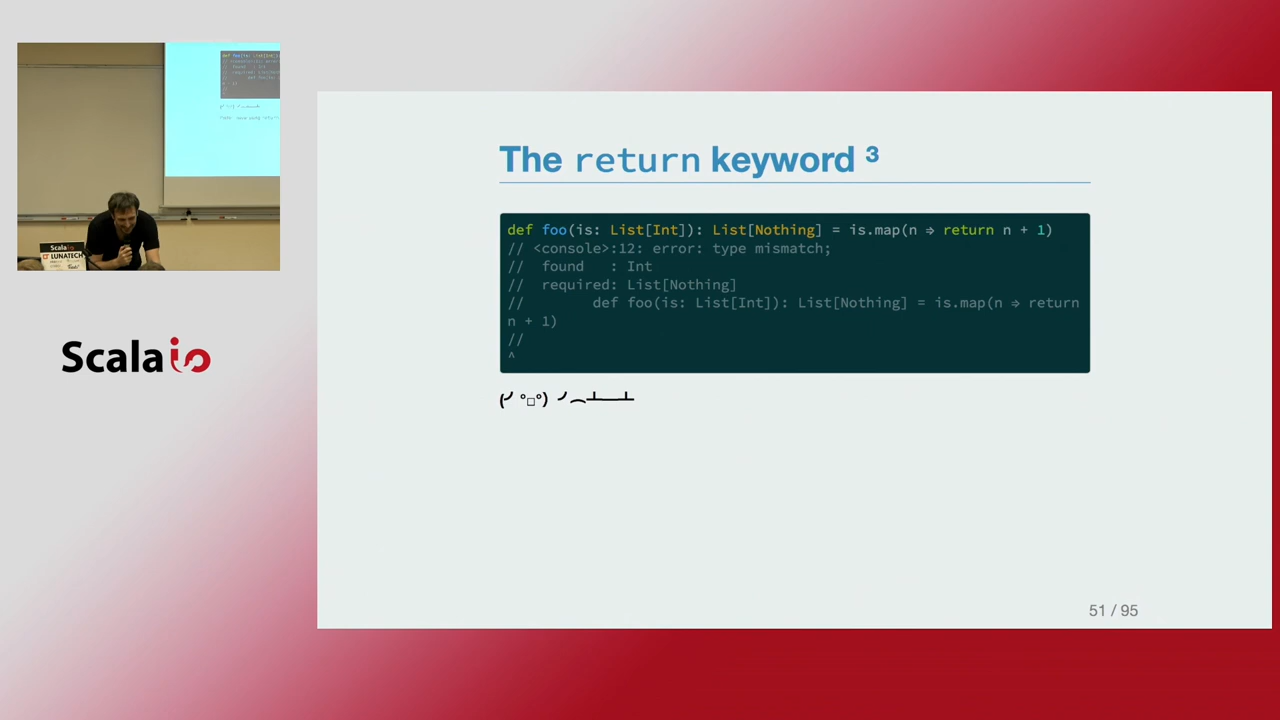 The return keyword ³
def foo(is: List[Int]): List[Nothing] = is.map(n ⇒ return n + 1)
// <console>:12: error: type mismatch;
//  found   : Int
//  required: List[Nothing]
//        def foo(is: List[Int]): List[Nothing] = is.map(n ⇒ return
n + 1)
//
^
(╯°□°）╯︵ ┻━┻
Scala
LUNATECH
Scala io
51 / 95